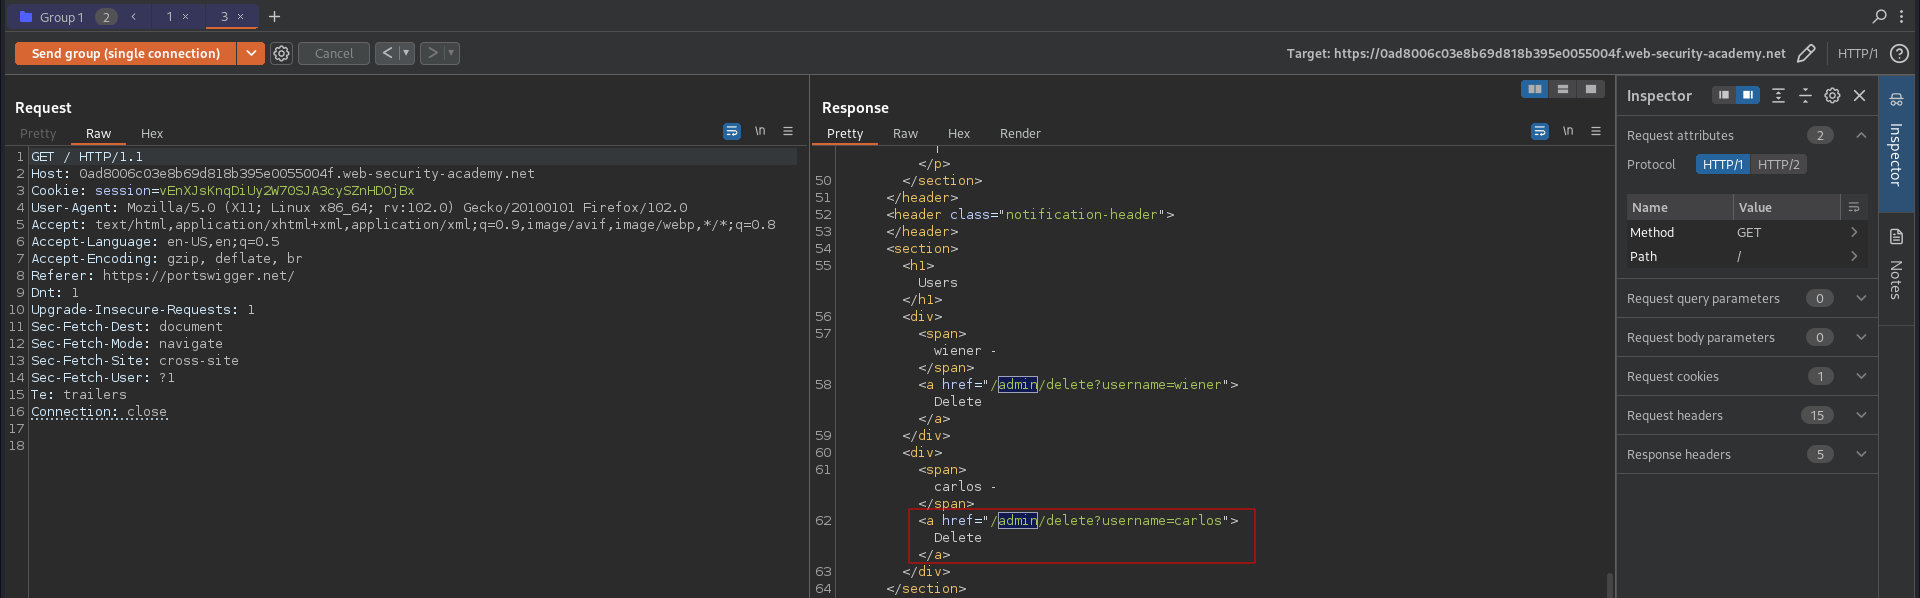 Group 1 2 < 1 × 3 × +
Send group (single connection) Cancel < > Target: https://0ad8006c03e8b69d818b395e0055004f.web-security-academy.net HTTP/1 ?
Request
Pretty Raw Hex \n
1 GET / HTTP/1.1
2 Host: 0ad8006c03e8b69d818b395e0055004f.web-security-academy.net
3 Cookie: session=vEnXJsKnqDiUy2W70SJA3cySZnHDOjBx
4 User-Agent: Mozilla/5.0 (X11; Linux x86_64; rv:102.0) Gecko/20100101 Firefox/102.0
5 Accept: text/html,application/xhtml+xml,application/xml;q=0.9,image/avif,image/webp,*/*;q=0.8
6 Accept-Language: en-US,en;q=0.5
7 Accept-Encoding: gzip, deflate, br
8 Referer: https://portswigger.net/
9 Dnt: 1
10 Upgrade-Insecure-Requests: 1
11 Sec-Fetch-Dest: document
12 Sec-Fetch-Mode: navigate
13 Sec-Fetch-Site: cross-site
14 Sec-Fetch-User: ?1
15 Te: trailers
16 Connection: close
17
18
Response
Pretty Raw Hex Render \n
|
</p>
50 </section>
51 </header>
52 <header class="notification-header">
53 </header>
54 <section>
55 <h1>
Users
</h1>
56 <div>
57 <span>
wiener -
</span>
58 <a href="/admin/delete?username=wiener">
Delete
</a>
59 </div>
60 <div>
61 <span>
carlos -
</span>
62 <a href="/admin/delete?username=carlos">
Delete
</a>
63 </div>
64 </section>
Inspector
Request attributes 2
Protocol HTTP/1 HTTP/2
Name Value
Method GET >
Path / >
Request query parameters 0
Request body parameters 0
Request cookies 1
Request headers 15
Response headers 5
Inspector
Notes